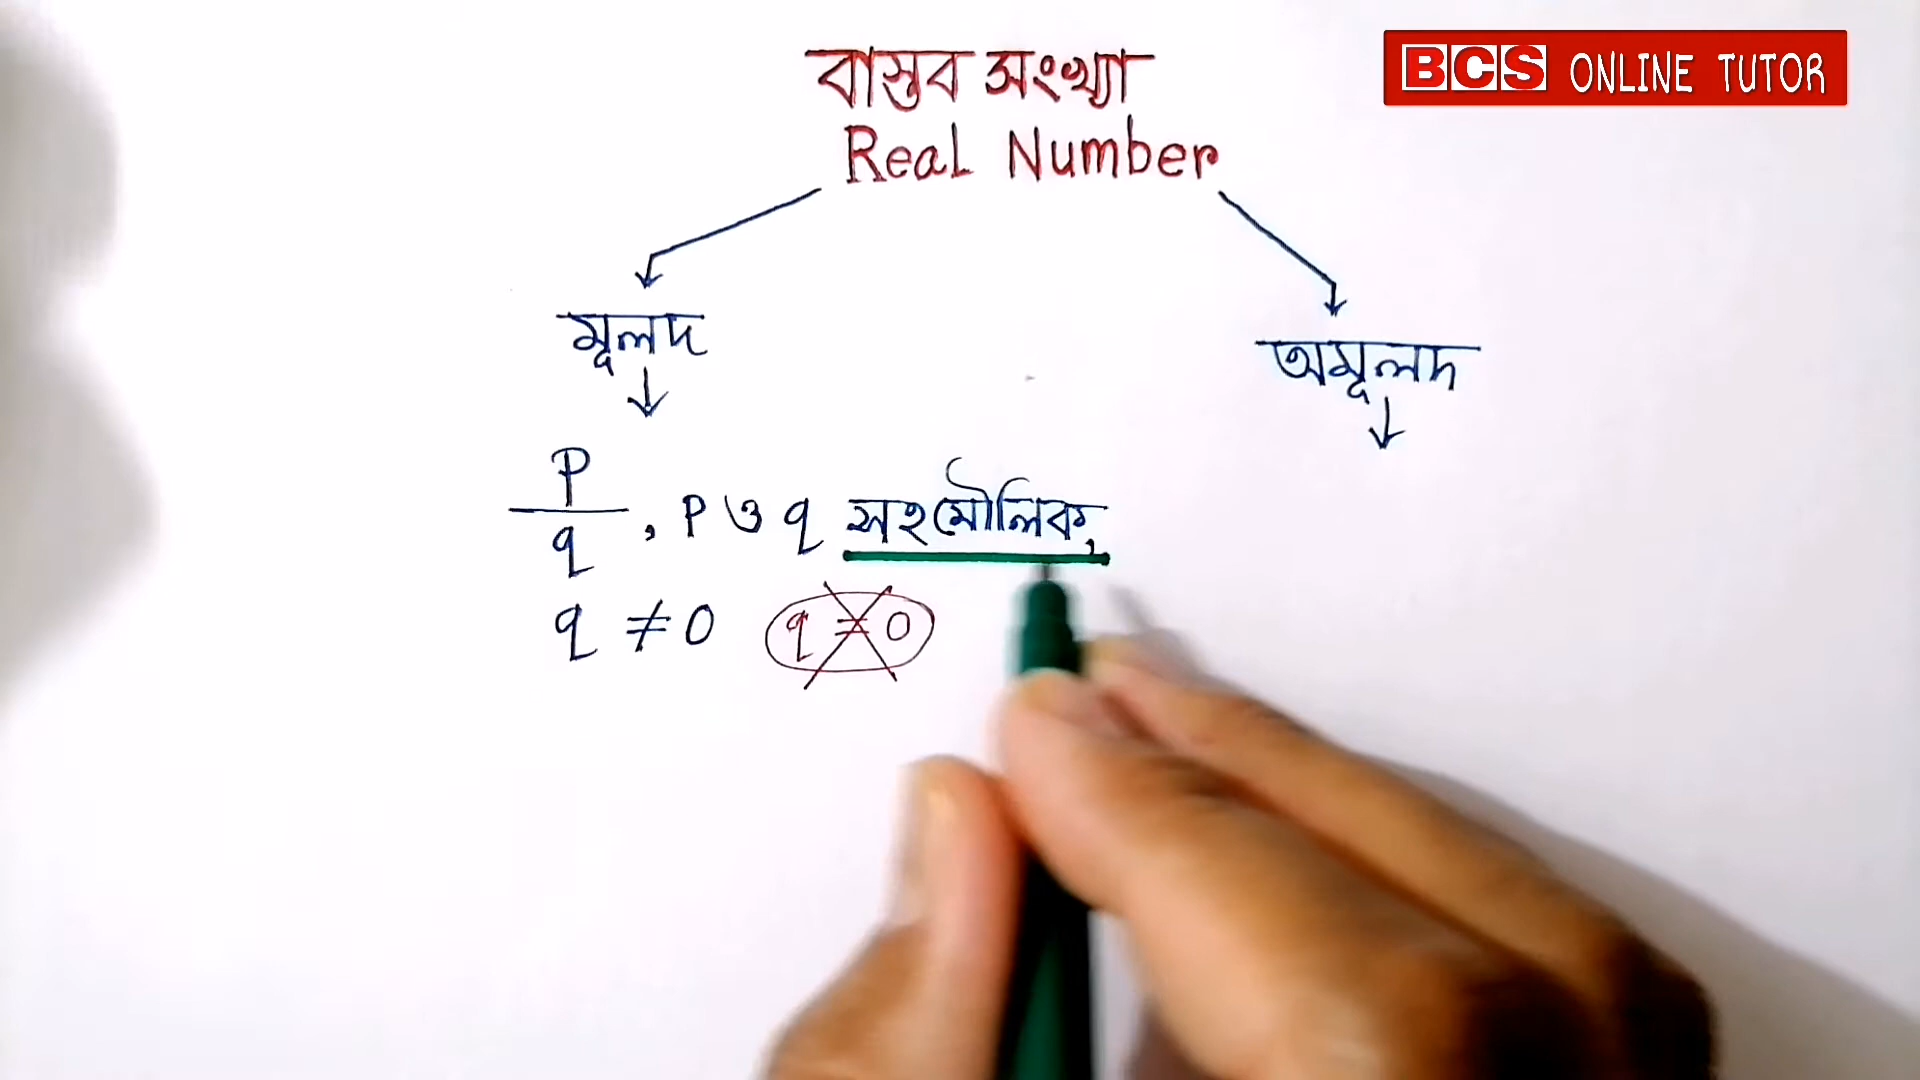 BCS ONLINE TUTOR
বাস্তব সংখ্যা
Real Number
মূলদ
অমূলদ
P
q
, P ও q সহমৌলিক,
q ≠ 0
q ≠ 0